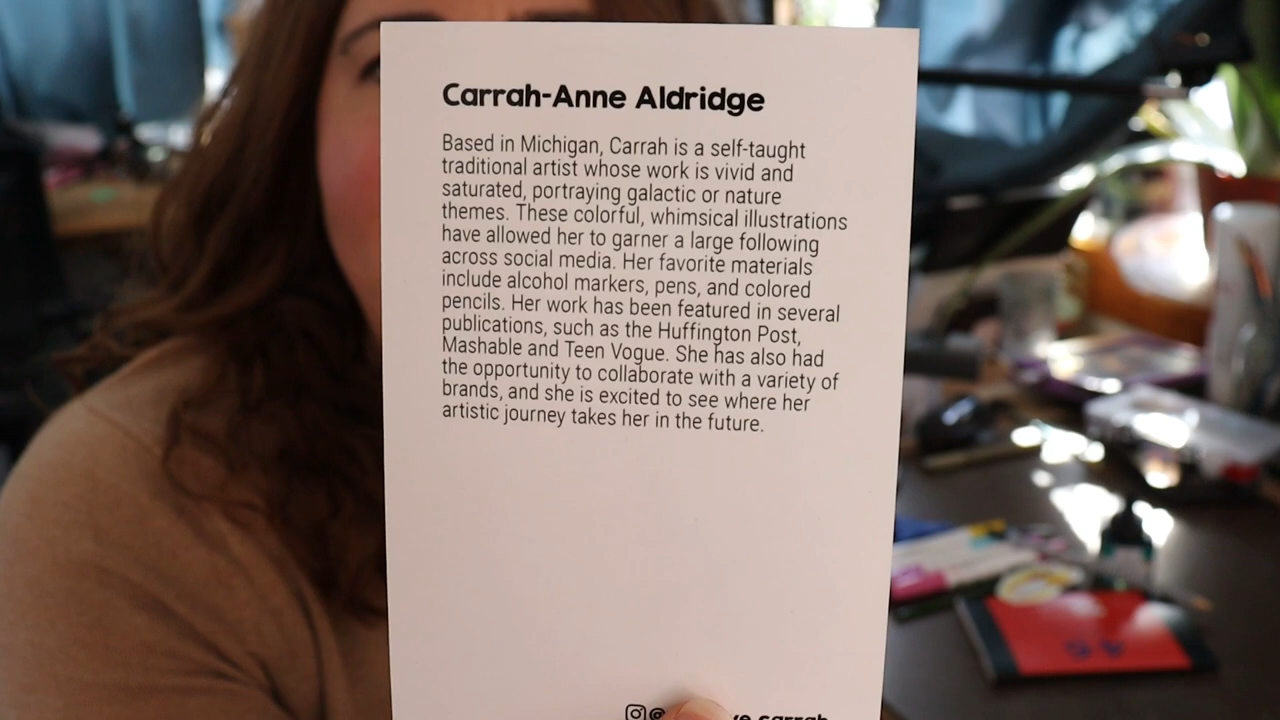 Carrah-Anne Aldridge
Based in Michigan, Carrah is a self-taught
traditional artist whose work is vivid and
saturated, portraying galactic or nature
themes. These colorful, whimsical illustrations
have allowed her to garner a large following
across social media. Her favorite materials
include alcohol markers, pens, and colored
pencils. Her work has been featured in several
publications, such as the Huffington Post,
Mashable and Teen Vogue. She has also had
the opportunity to collaborate with a variety of
brands, and she is excited to see where her
artistic journey takes her in the future.